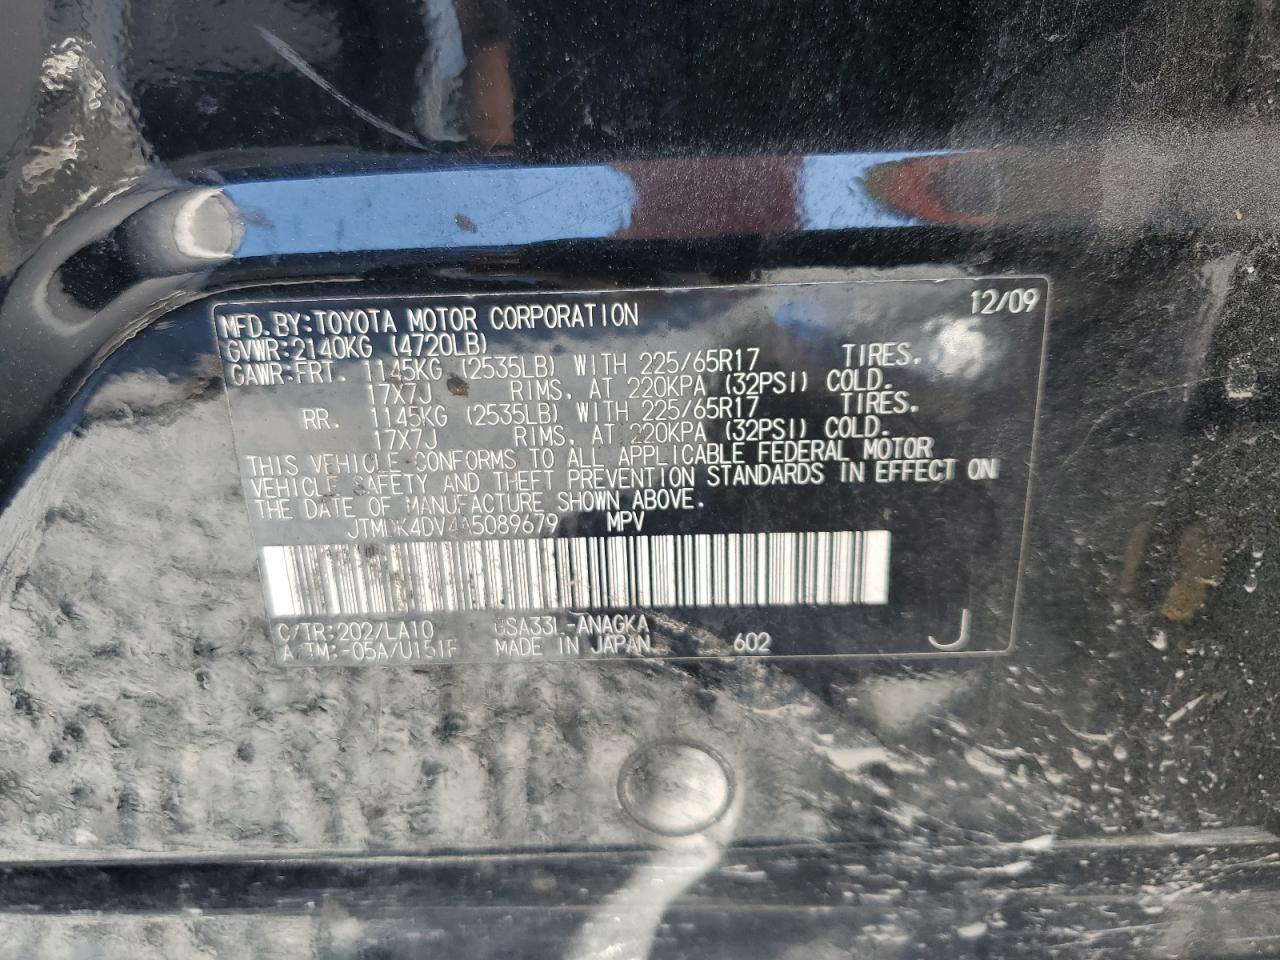 12/09
MFD.BY:TOYOTA MOTOR CORPORATION
GVWR:2140KG (4720LB)
GAWR:FRT. 1145KG (2535LB) WITH 225/65R17 TIRES.
17X7J RIMS, AT 220KPA (32PSI) COLD.
RR. 1145KG (2535LB) WITH 225/65R17 TIRES.
17X7J RIMS, AT 220KPA (32PSI) COLD.
THIS VEHICLE CONFORMS TO ALL APPLICABLE FEDERAL MOTOR
VEHICLE SAFETY AND THEFT PREVENTION STANDARDS IN EFFECT ON
THE DATE OF MANUFACTURE SHOWN ABOVE.
MPV
C/TR:202/LA10
MADE IN JAPAN 602
J